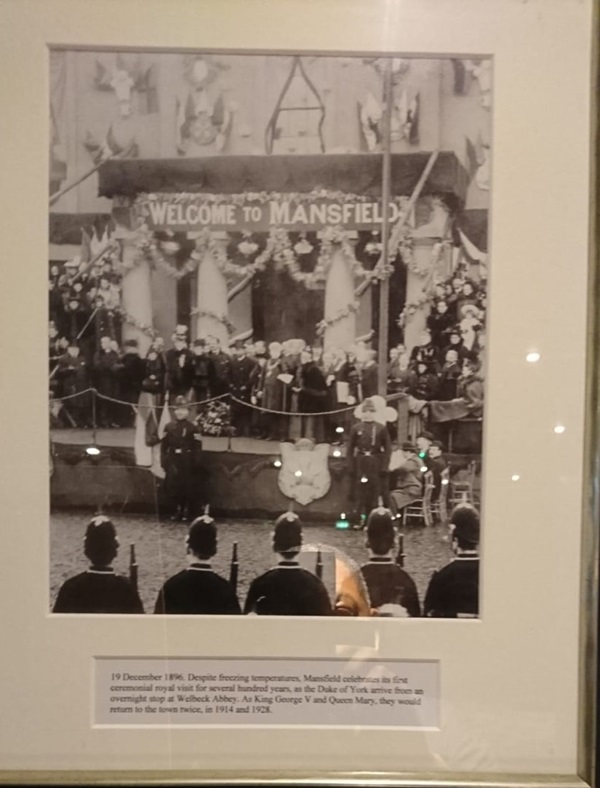 WELCOME TO MANSFIELD
19 December 1896. Despite freezing temperatures, Mansfield celebrates its first
ceremonial royal visit for several hundred years, as the Duke of York arrive from an
overnight stop at Welbeck Abbey. As King George V and Queen Mary, they would
return to the town twice, in 1914 and 1928.